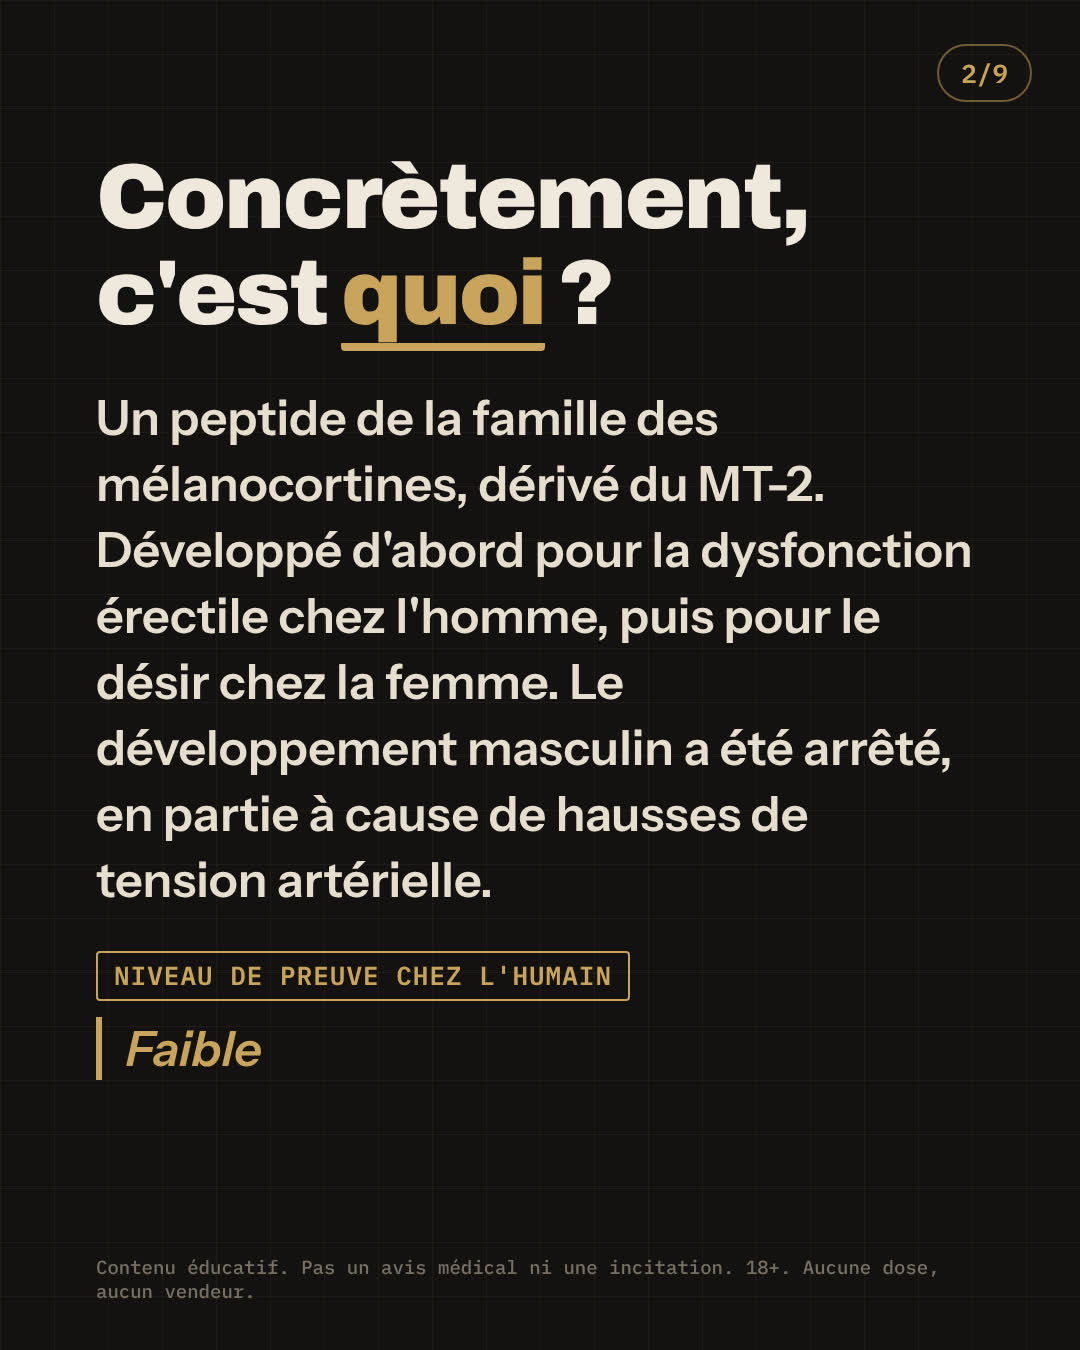 2/9
Concrètement,
c'est quoi ?
Un peptide de la famille des
mélanocortines, dérivé du MT-2.
Développé d'abord pour la dysfonction
érectile chez l'homme, puis pour le
désir chez la femme. Le
développement masculin a été arrêté,
en partie à cause de hausses de
tension artérielle.
NIVEAU DE PREUVE CHEZ L'HUMAIN
Faible
Contenu éducatif. Pas un avis médical ni une incitation. 18+. Aucune dose,
aucun vendeur.